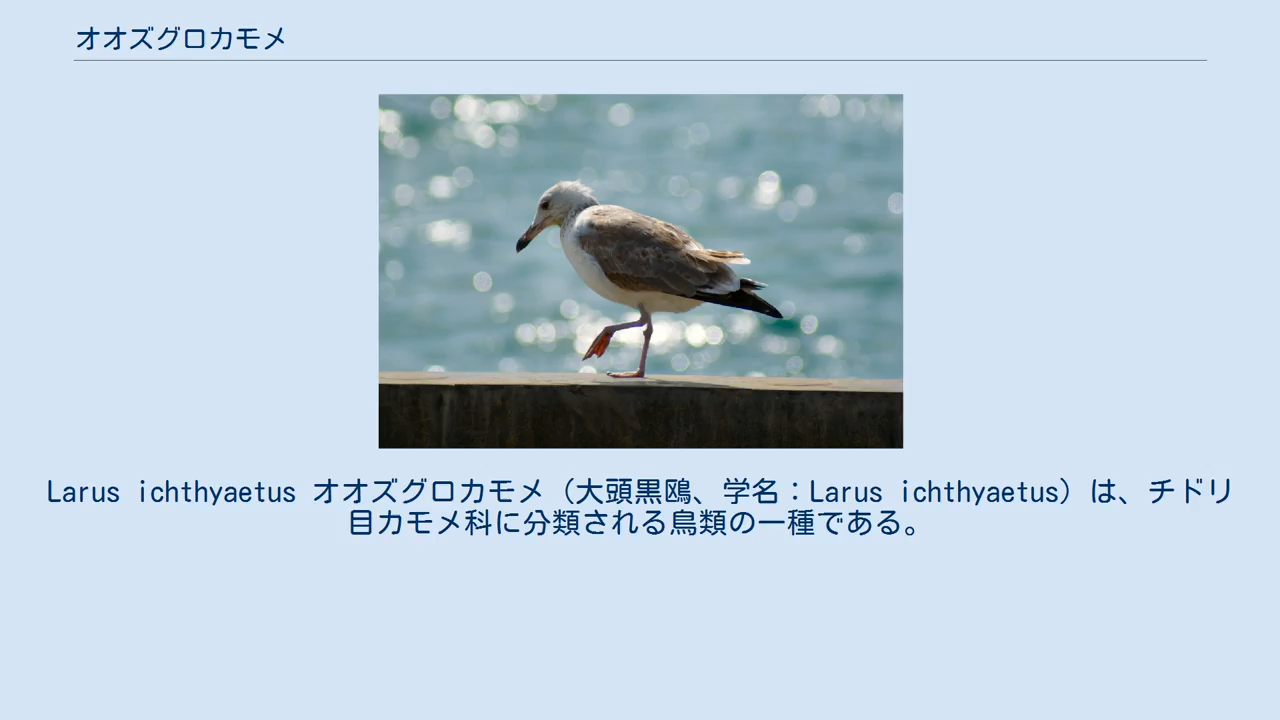 オオズグロカモメ
Larus ichthyaetus オオズグロカモメ（大頭黒鴎、学名：Larus ichthyaetus）は、チドリ
目カモメ科に分類される鳥類の一種である。